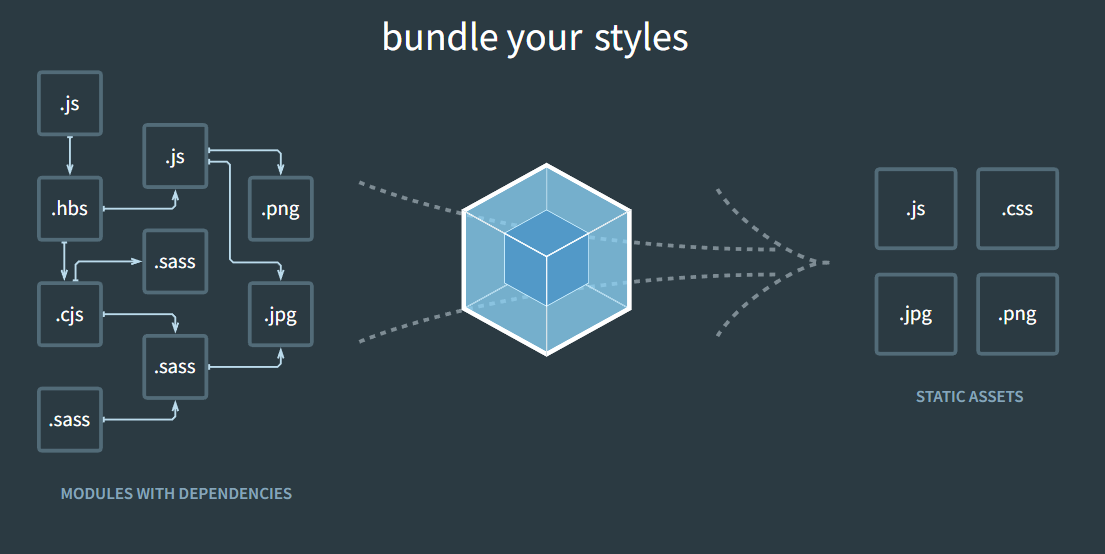 bundle your styles
.js
.js
.hbs
.png
.sass
.cjs
.jpg
.sass
.sass
MODULES WITH DEPENDENCIES
.js
.css
.jpg
.png
STATIC ASSETS